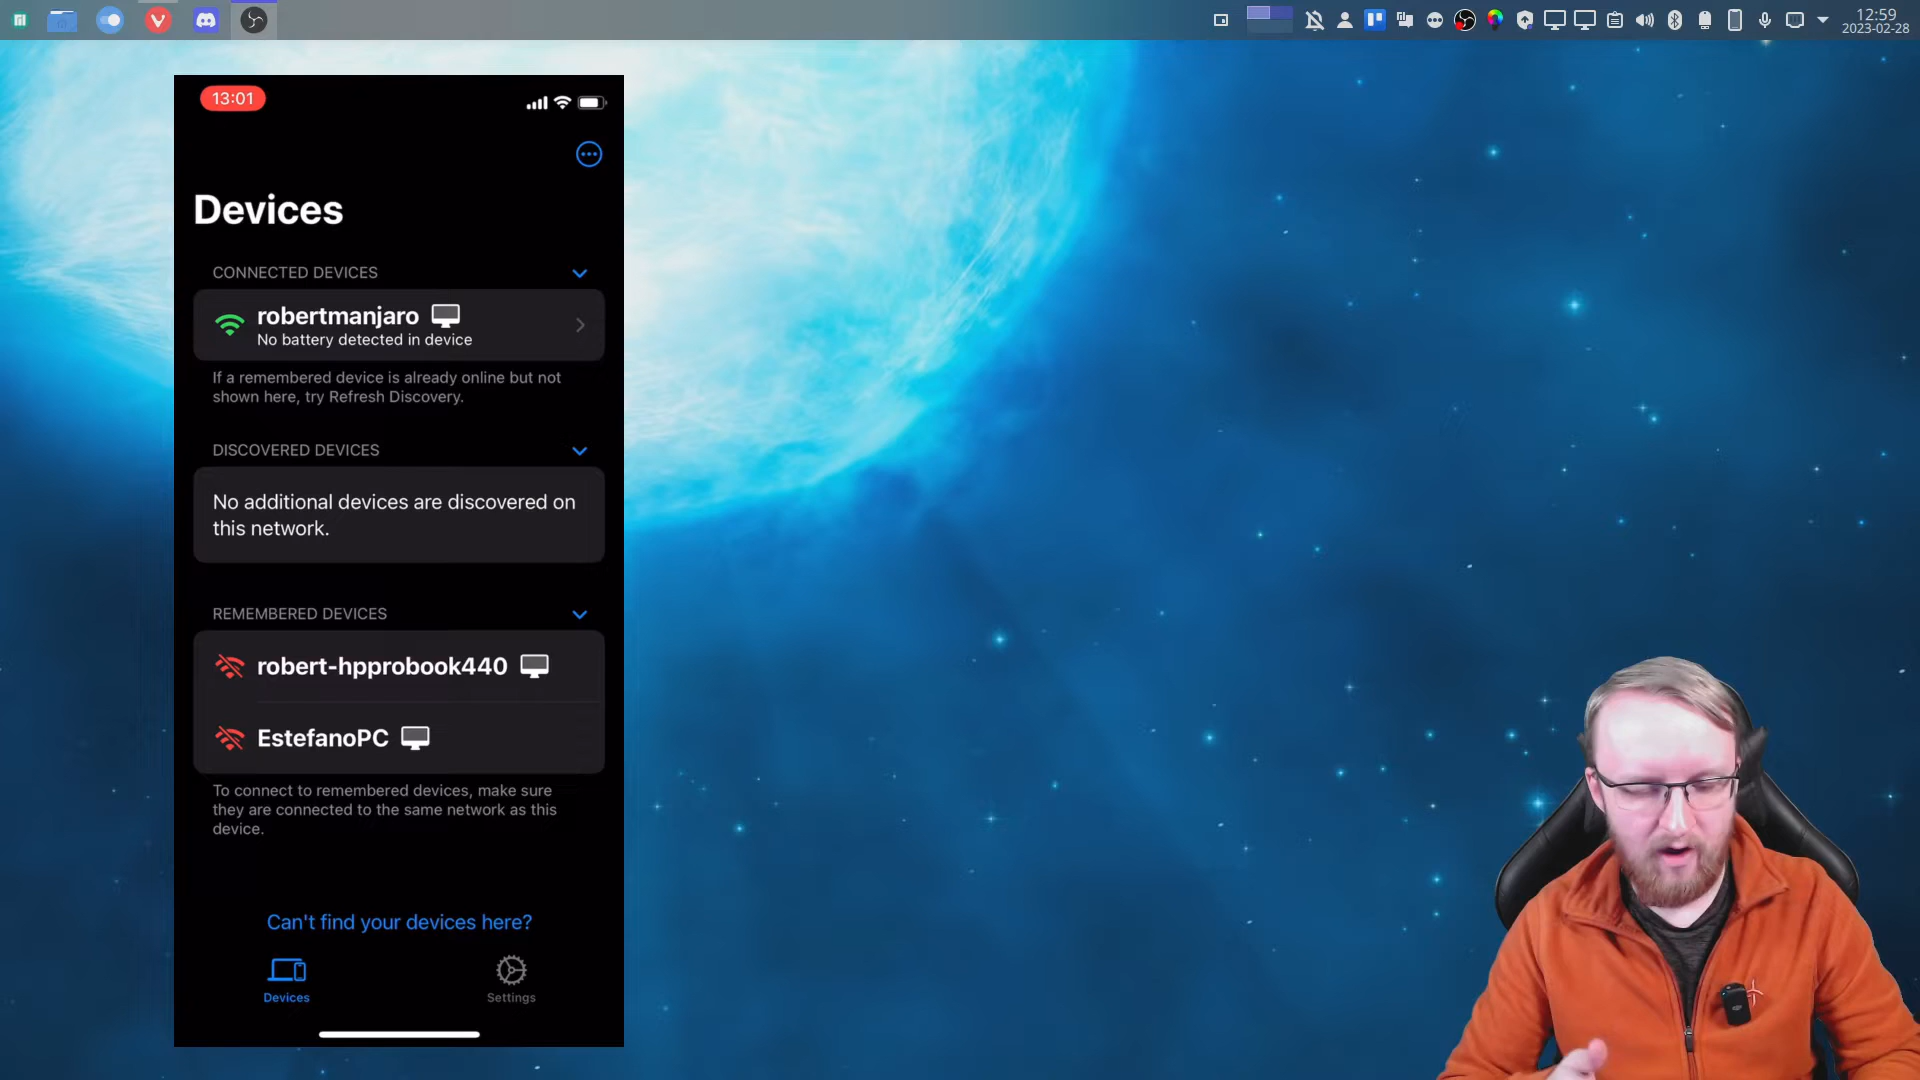 12:59
2023-02-28
13:01
Devices
CONNECTED DEVICES
robertmanjaro
No battery detected in device
If a remembered device is already online but not
shown here, try Refresh Discovery.
DISCOVERED DEVICES
No additional devices are discovered on
this network.
REMEMBERED DEVICES
robert-hpprobook440
EstefanoPC
To connect to remembered devices, make sure
they are connected to the same network as this
device.
Can't find your devices here?
Devices
Settings